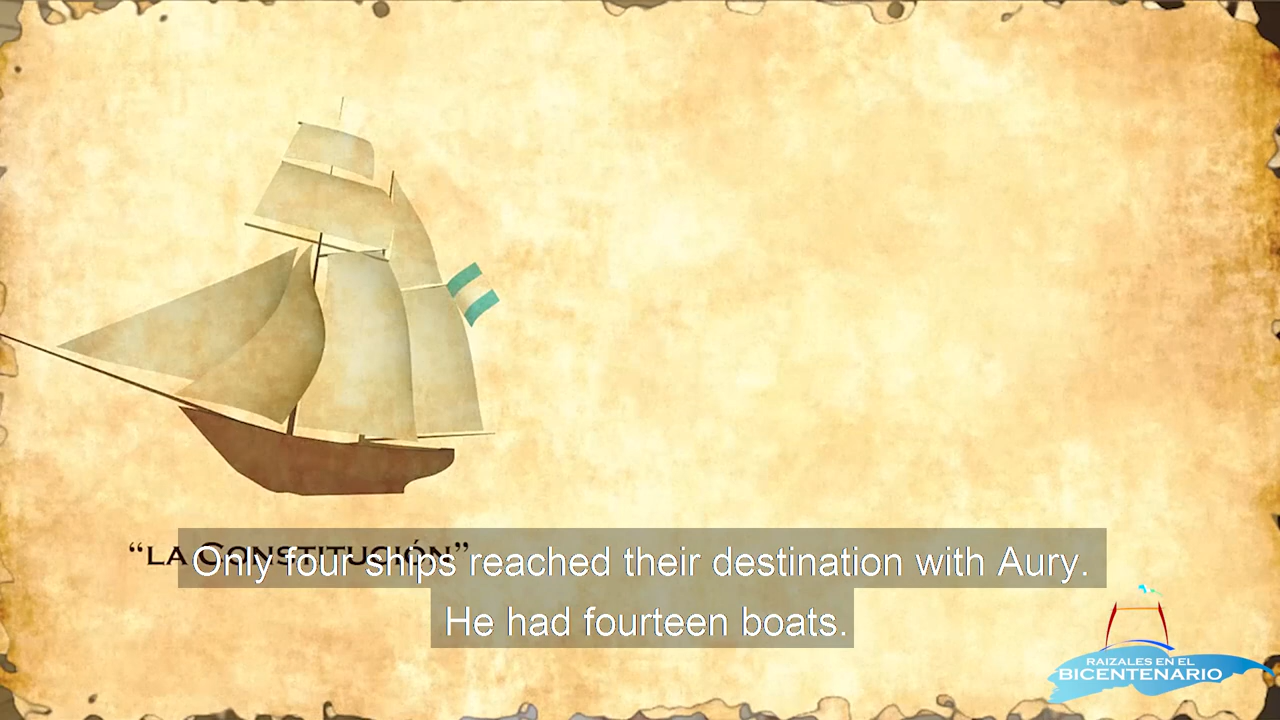 “LA CONSTITUCIÓN”
Only four ships reached their destination with Aury.
He had fourteen boats.
RAIZALES EN EL
BICENTENARIO